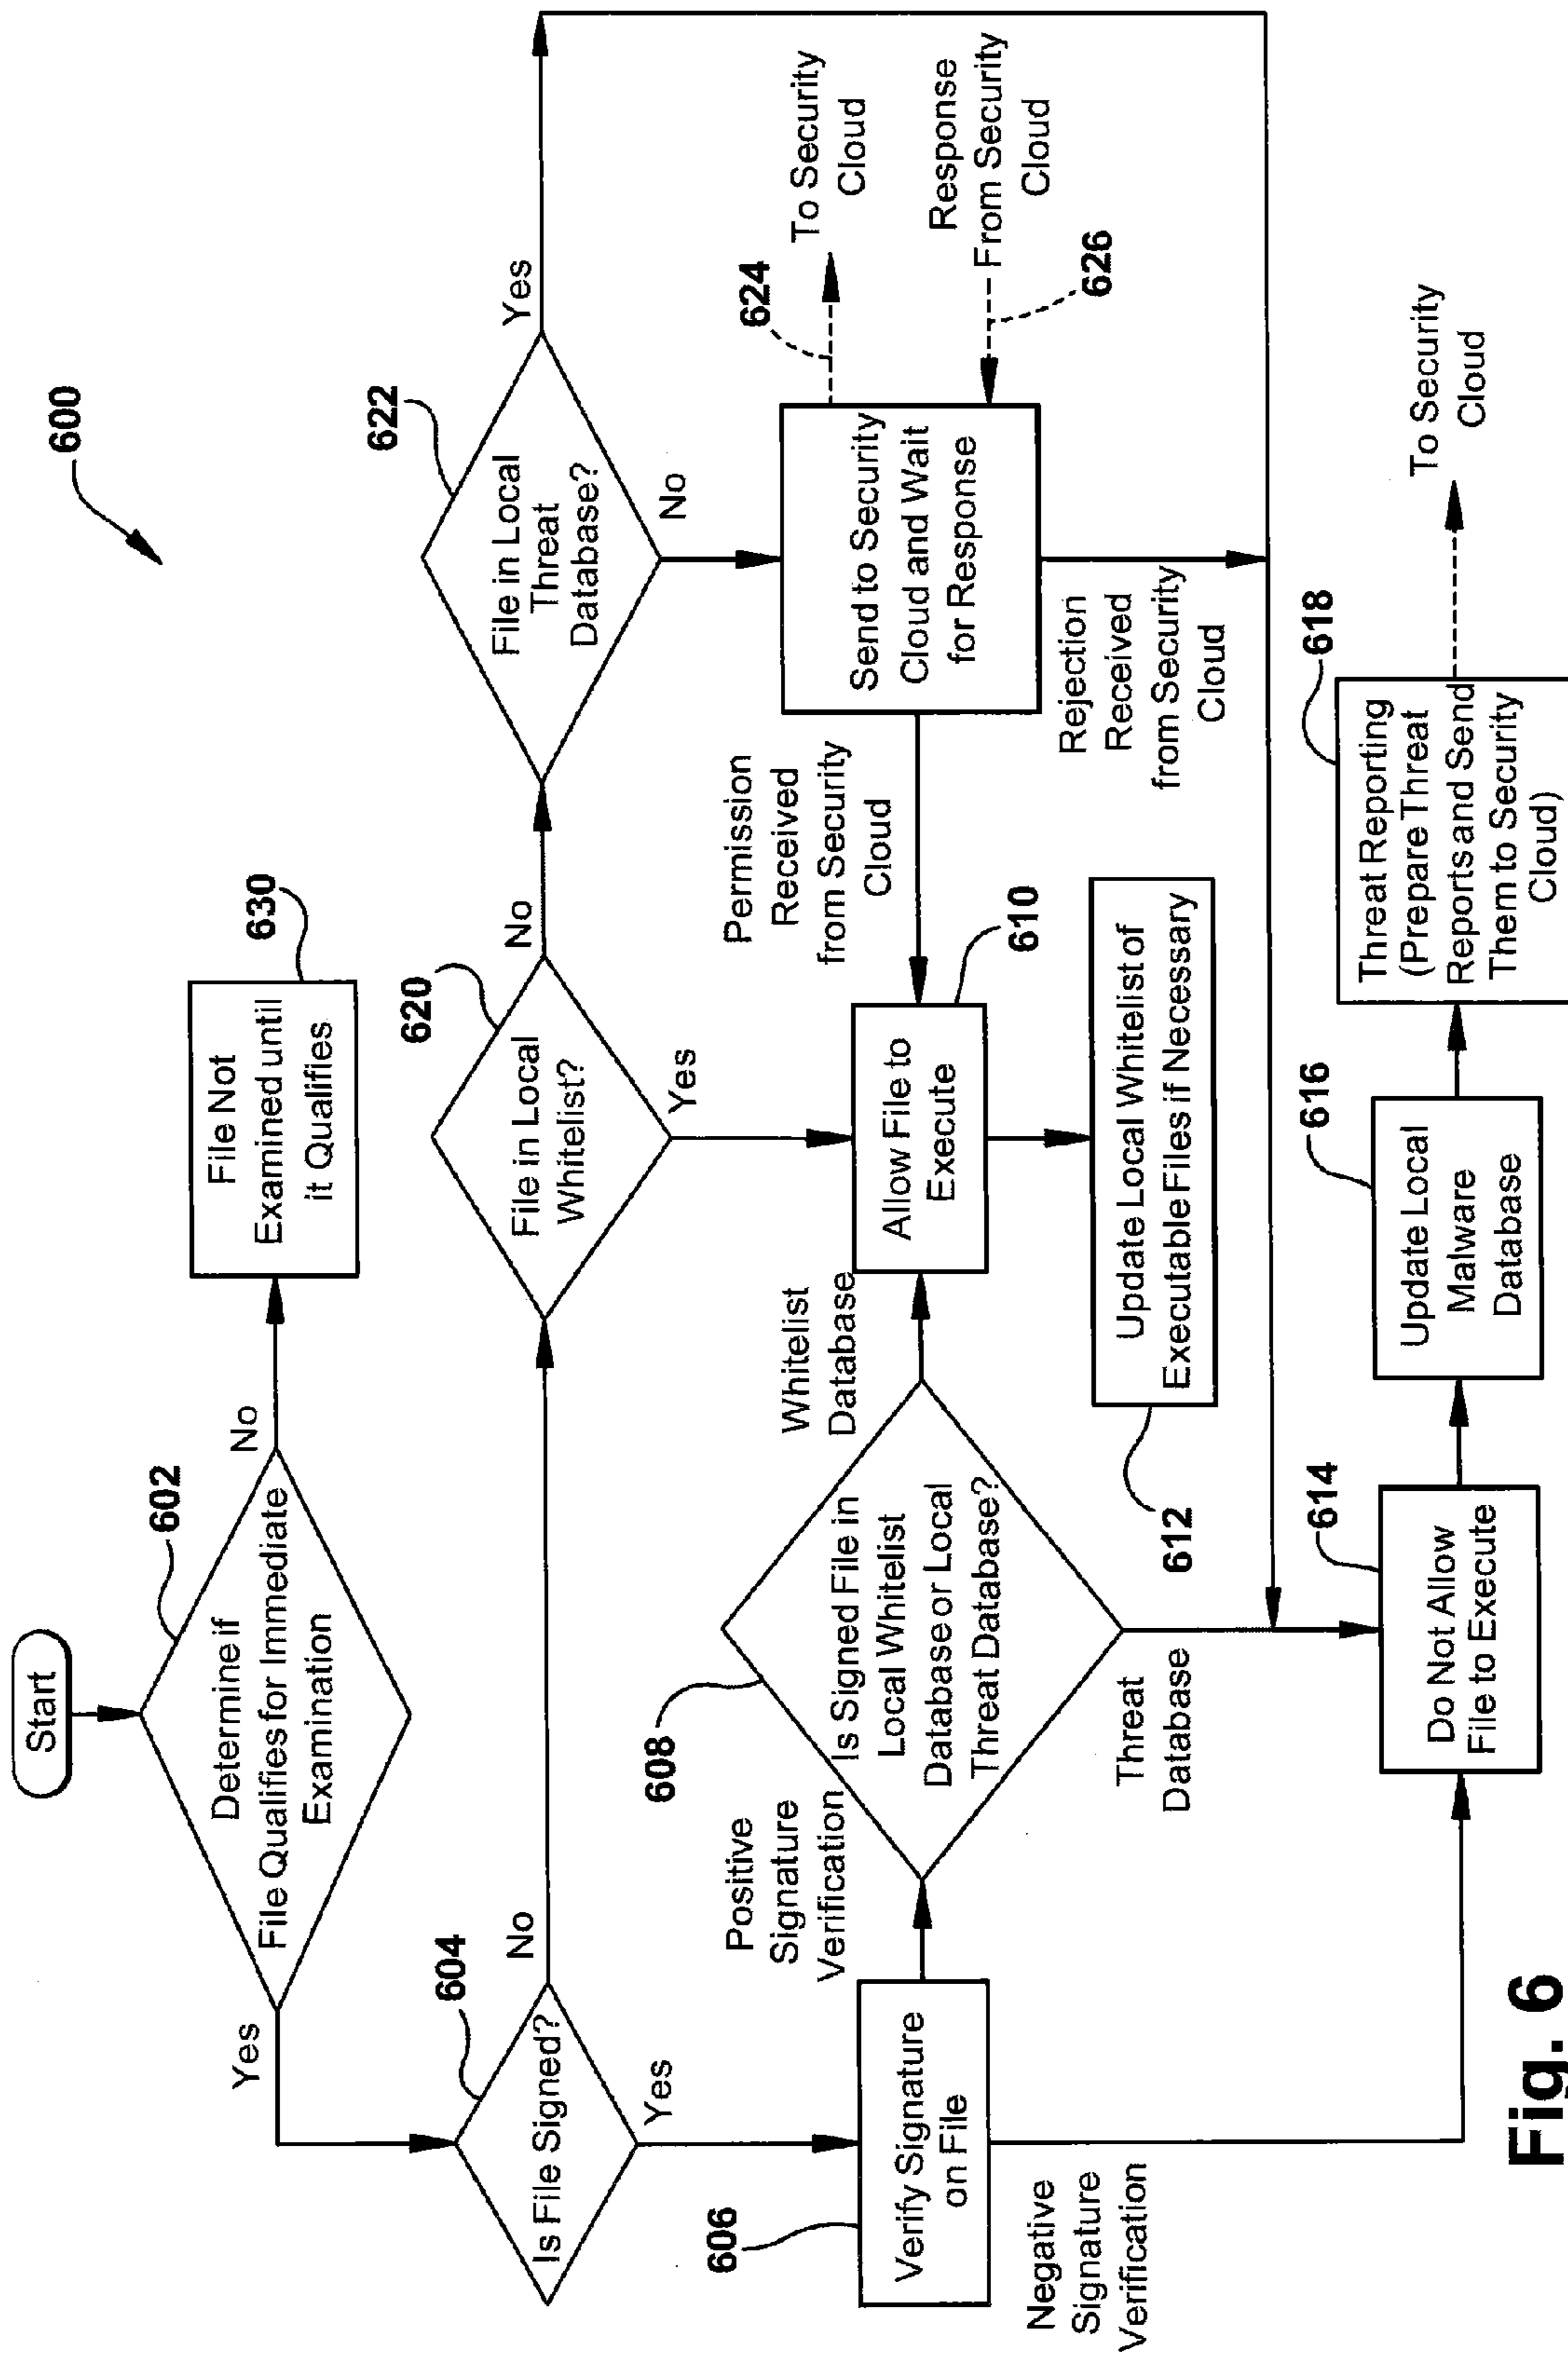 600
Start
602
Determine if
File Qualifies for Immediate
Examination
No
630
File Not
Examined until
it Qualifies
Yes
604
Is File Signed?
No
620
File in Local
Whitelist?
No
622
File in Local
Threat
Database?
Yes
Yes
Yes
No
606
Verify Signature
on File
Positive
Signature
Verification
608
Is Signed File in
Local Whitelist
Database or Local
Threat Database?
Whitelist
Database
Allow File to
Execute
610
Permission
Received
from Security
Cloud
Send to Security
Cloud and Wait
for Response
624
To Security
Cloud
Response
From Security
Cloud
626
Negative
Signature
Verification
Threat
Database
612
Update Local Whitelist of
Executable Files if Necessary
Rejection
Received
from Security
Cloud
614
Do Not Allow
File to Execute
616
Update Local
Malware
Database
618
Threat Reporting
(Prepare Threat
Reports and Send
Them to Security
Cloud)
To Security
Cloud
Fig. 6